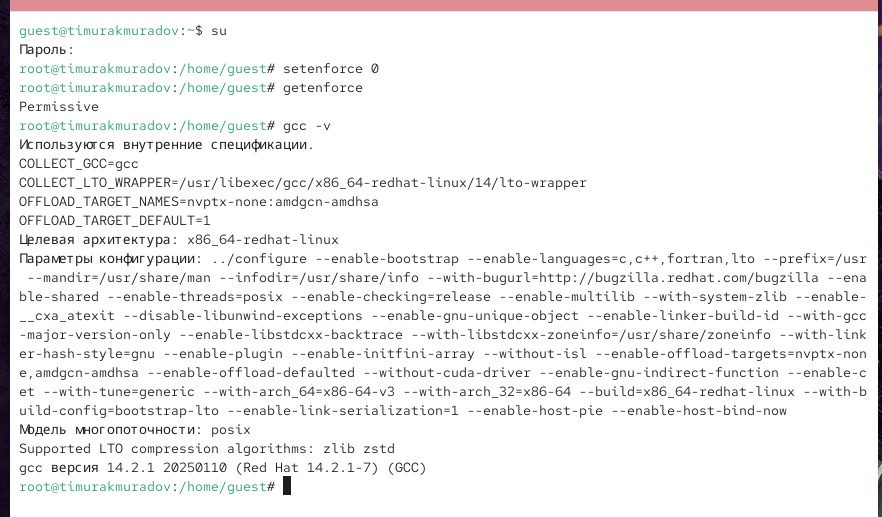 guest@timurakmuradov:~$ su
Пароль:
root@timurakmuradov:/home/guest# setenforce 0
root@timurakmuradov:/home/guest# getenforce
Permissive
root@timurakmuradov:/home/guest# gcc -v
Используются внутренние спецификации.
COLLECT_GCC=gcc
COLLECT_LTO_WRAPPER=/usr/libexec/gcc/x86_64-redhat-linux/14/lto-wrapper
OFFLOAD_TARGET_NAMES=nvptx-none:amdgcn-amdhsa
OFFLOAD_TARGET_DEFAULT=1
Целевая архитектура: x86_64-redhat-linux
Параметры конфигурации: ../configure --enable-bootstrap --enable-languages=c,c++,fortran,lto --prefix=/usr
 --mandir=/usr/share/man --infodir=/usr/share/info --with-bugurl=http://bugzilla.redhat.com/bugzilla --ena
ble-shared --enable-threads=posix --enable-checking=release --enable-multilib --with-system-zlib --enable-
__cxa_atexit --disable-libunwind-exceptions --enable-gnu-unique-object --enable-linker-build-id --with-gcc
-major-version-only --enable-libstdcxx-backtrace --with-libstdcxx-zoneinfo=/usr/share/zoneinfo --with-link
er-hash-style=gnu --enable-plugin --enable-initfini-array --without-isl --enable-offload-targets=nvptx-non
e,amdgcn-amdhsa --enable-offload-defaulted --without-cuda-driver --enable-gnu-indirect-function --enable-c
et --with-tune=generic --with-arch_64=x86-64-v3 --with-arch_32=x86-64 --build=x86_64-redhat-linux --with-b
uild-config=bootstrap-lto --enable-link-serialization=1 --enable-host-pie --enable-host-bind-now
Модель многопоточности: posix
Supported LTO compression algorithms: zlib zstd
gcc версия 14.2.1 20250110 (Red Hat 14.2.1-7) (GCC)
root@timurakmuradov:/home/guest#